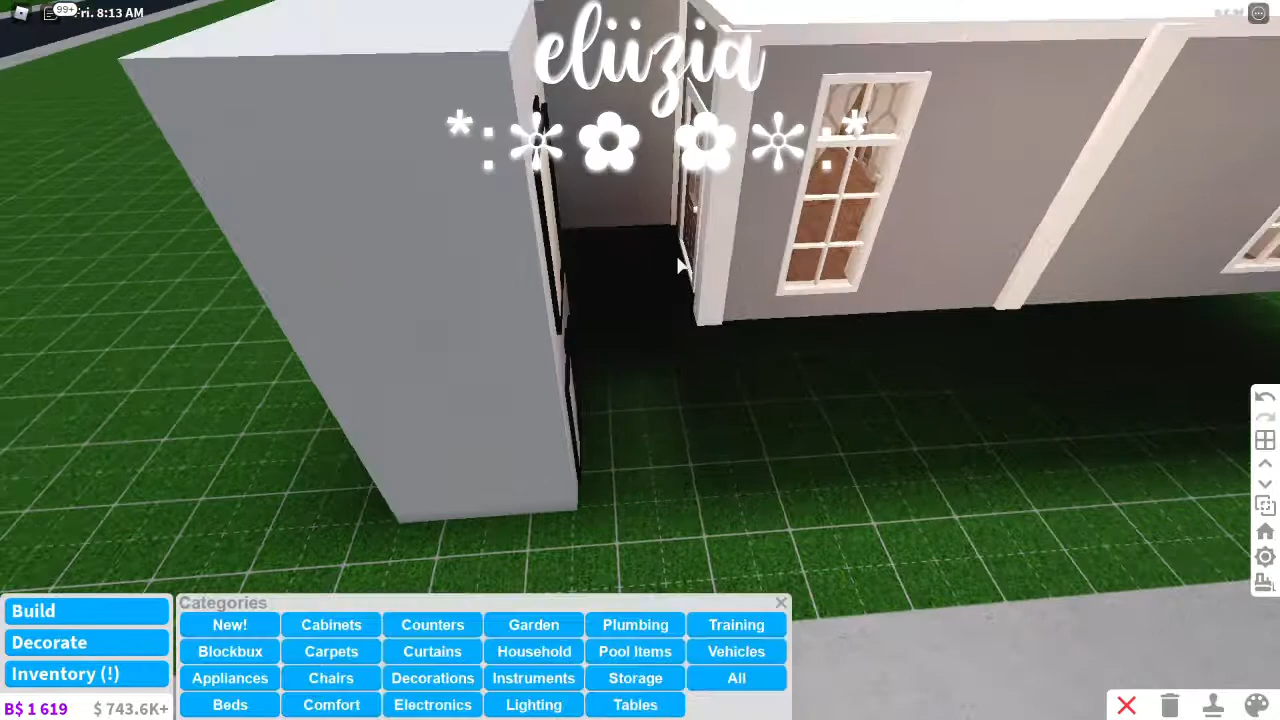 99+ Fri. 8:13 AM
eliizia
*:✼✿ ✿✼:*
Build
Decorate
Inventory (!)
B$ 1 619 $ 743.6K+
Categories
New! Cabinets Counters Garden Plumbing Training
Blockbux Carpets Curtains Household Pool Items Vehicles
Appliances Chairs Decorations Instruments Storage All
Beds Comfort Electronics Lighting Tables